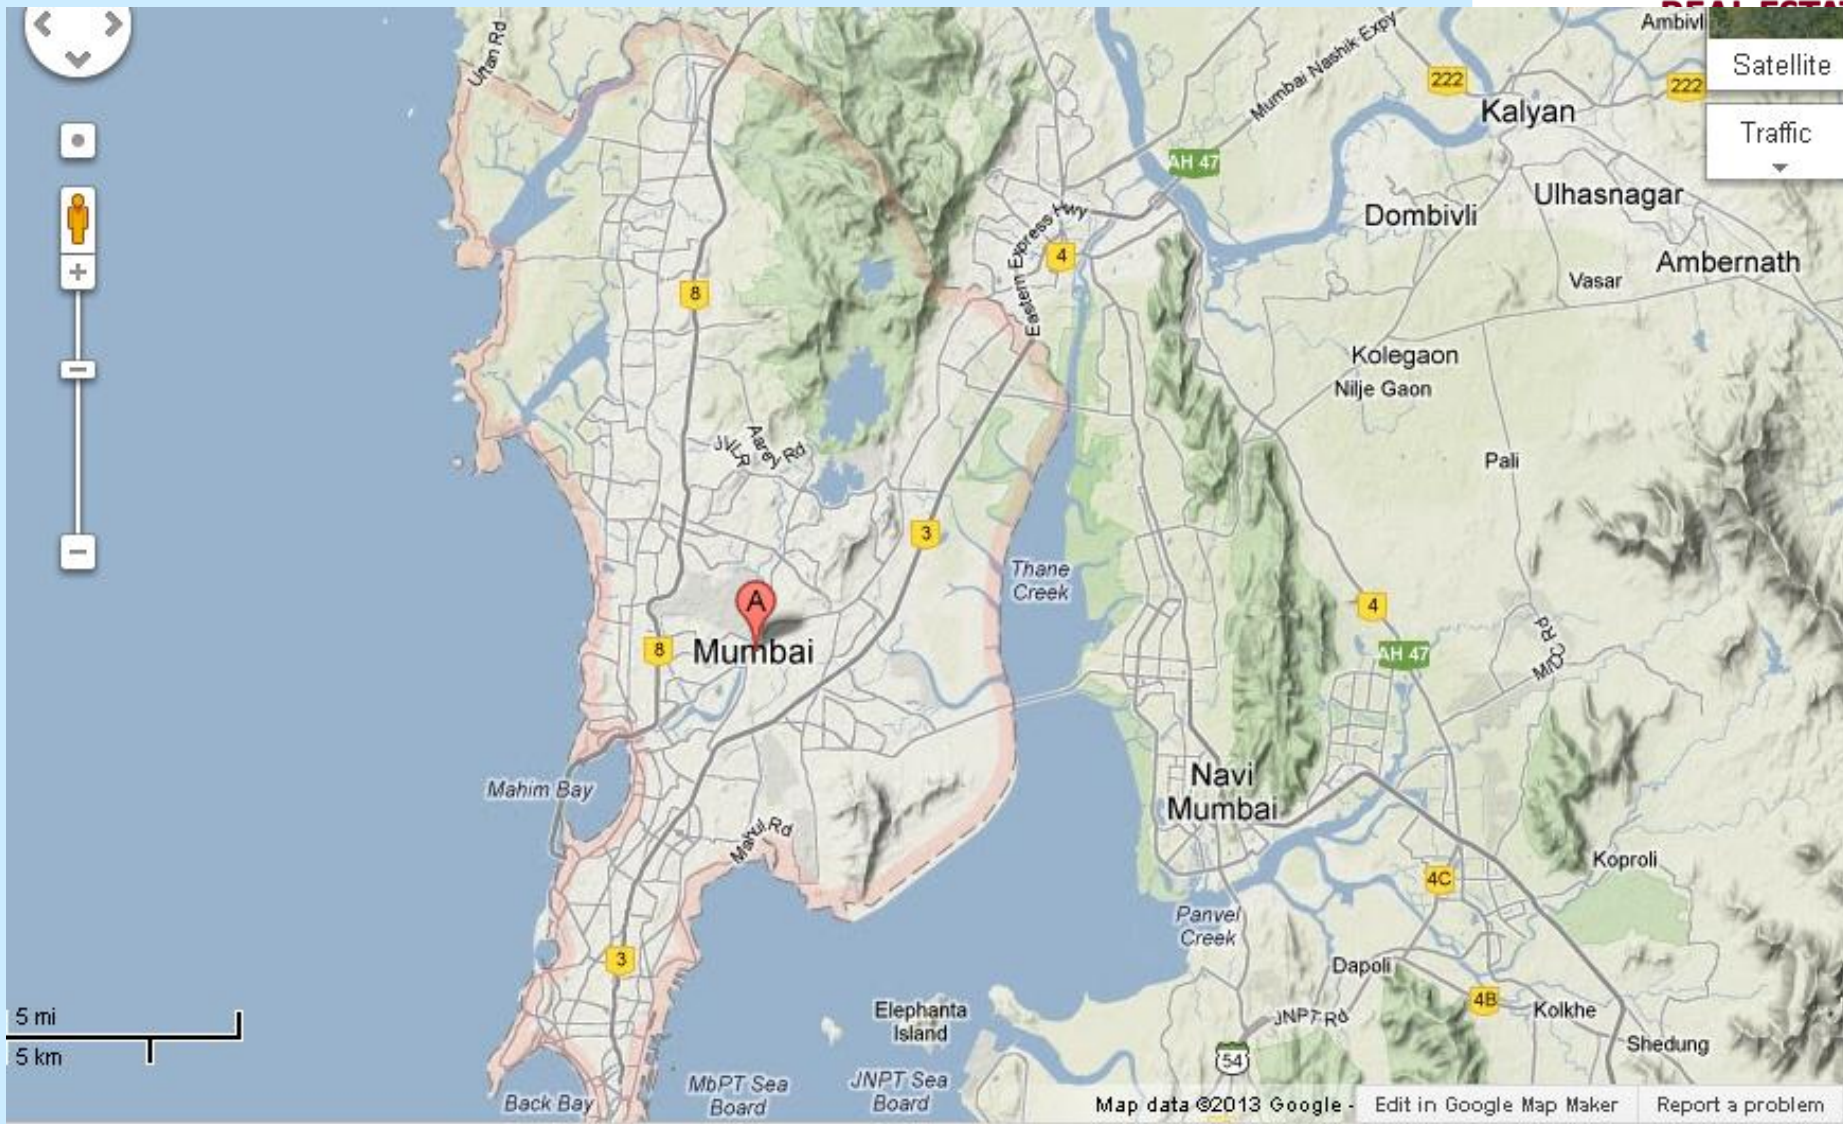 REAL ESTAT
Uttan Rd
Mumbai Nashik Expy
Ambivli
Satellite
222
222
Kalyan
Traffic
AH 47
Ulhasnagar
Dombivli
Eastern Express Hwy
4
Ambernath
Vasar
8
Kolegaon
Nilje Gaon
JVLR
Aarey Rd
Pali
3
Thane
Creek
A
4
8
Mumbai
AH 47
MIDC Rd
Navi
Mumbai
Mahim Bay
Mahul Rd
Koproli
4C
Panvel
Creek
3
Dapoli
5 mi
5 km
Elephanta
Island
4B
Kolkhe
JNPT Rd
Shedung
54
MbPT Sea
Board
JNPT Sea
Board
Back Bay
Map data ©2013 Google -
Edit in Google Map Maker
Report a problem